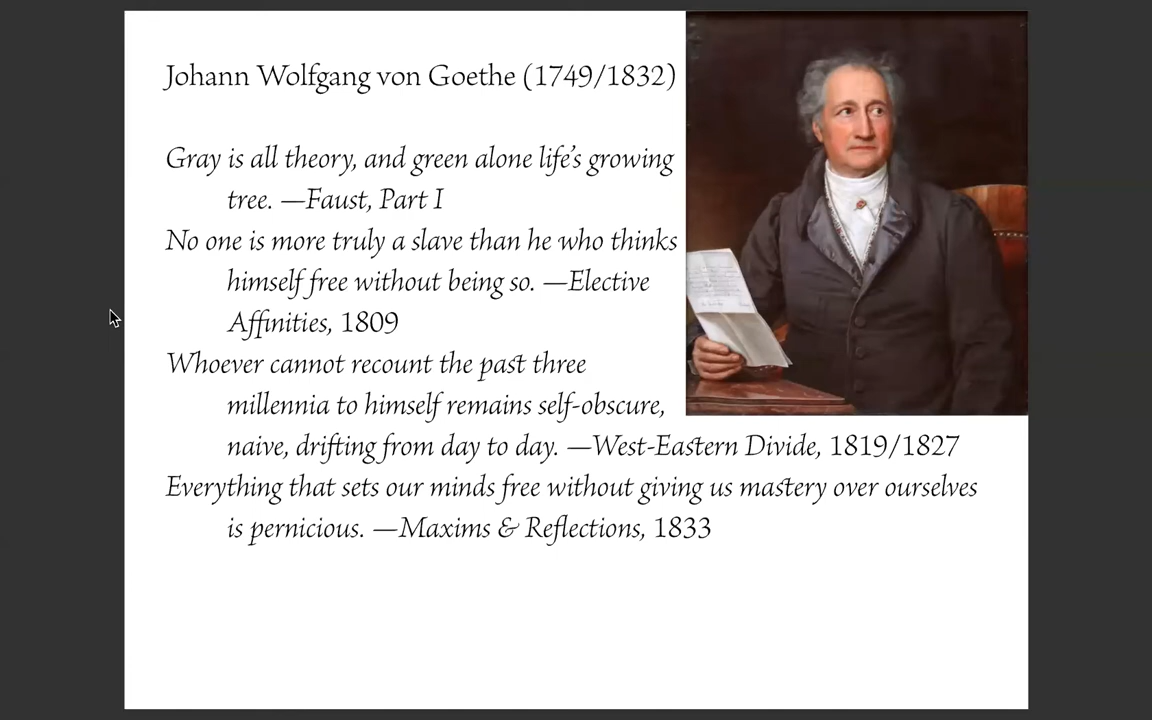 Johann Wolfgang von Goethe (1749/1832)
Gray is all theory, and green alone life's growing
tree. —Faust, Part I
No one is more truly a slave than he who thinks
himself free without being so. —Elective
Affinities, 1809
Whoever cannot recount the past three
millennia to himself remains self-obscure,
naive, drifting from day to day. —West-Eastern Divide, 1819/1827
Everything that sets our minds free without giving us mastery over ourselves
is pernicious. —Maxims & Reflections, 1833